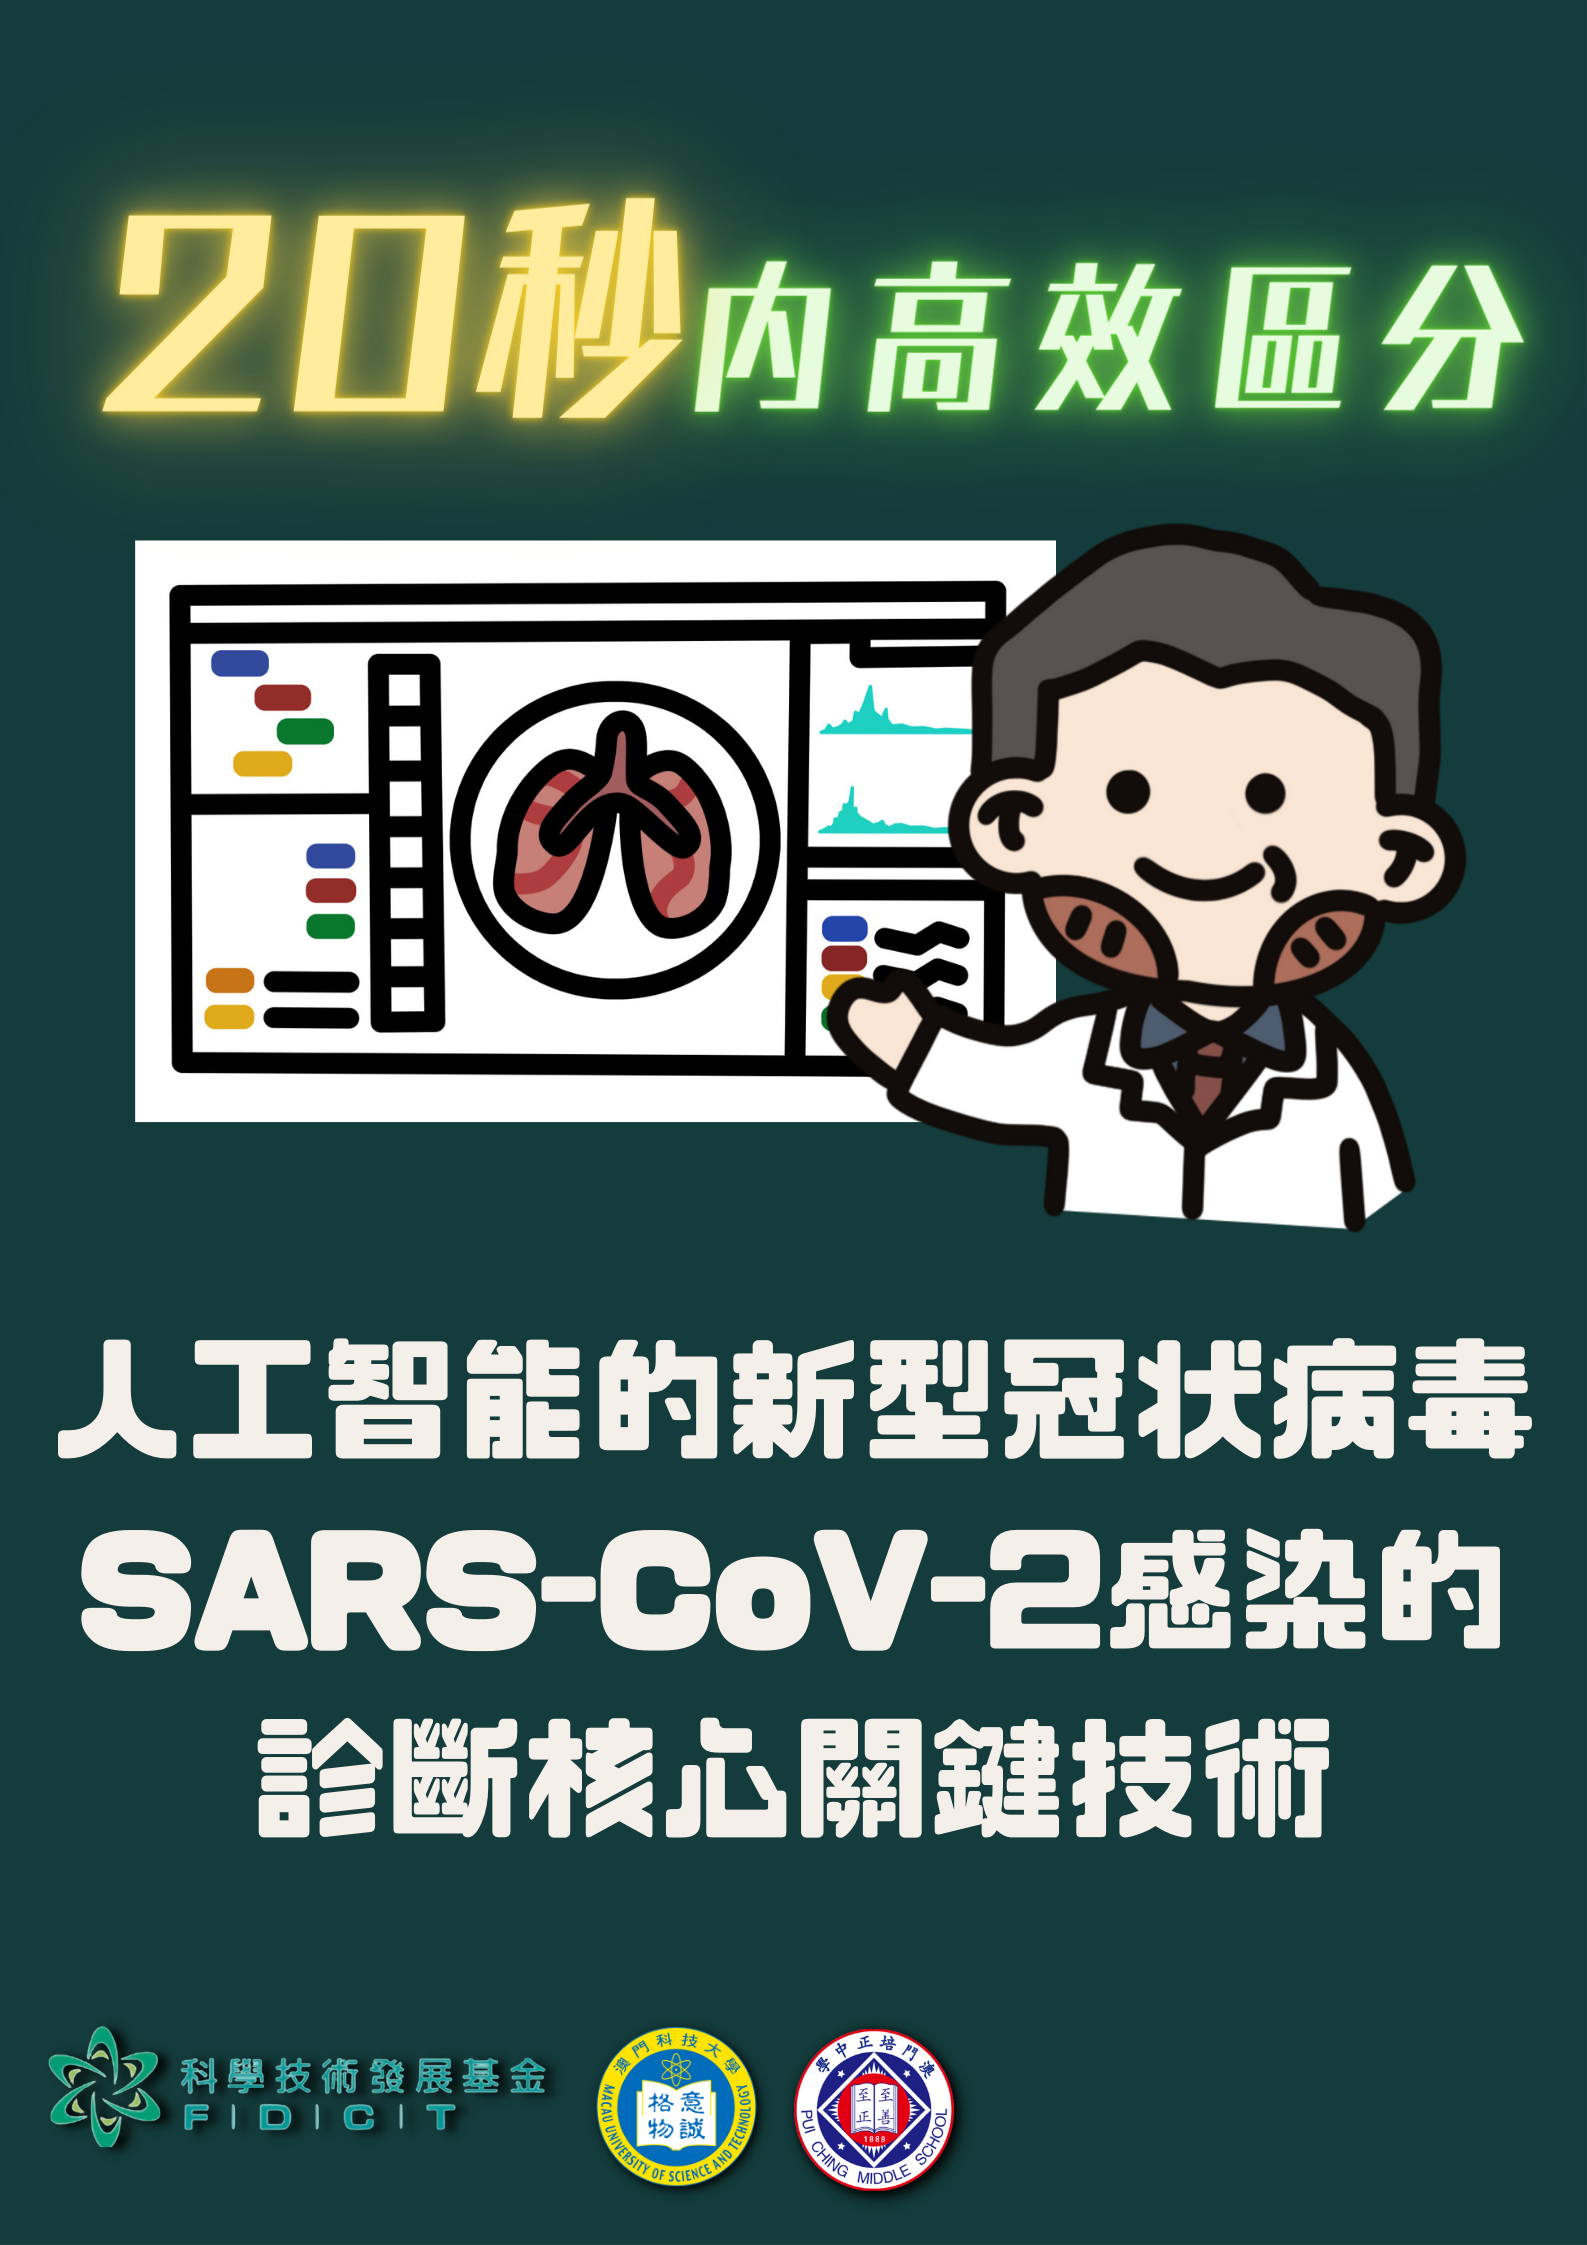 20秒内高效區分
人工智能的新型冠状病毒
SARS-CoV-2感染的
診斷核心關鍵技術
科學技術發展基金
F|D|C|T
澳門科技大學
格物 意誠
MACAU UNIVERSITY OF SCIENCE AND TECHNOLOGY
學中正培門澳
至正 至善
1889
PUI CHING MIDDLE SCHOOL